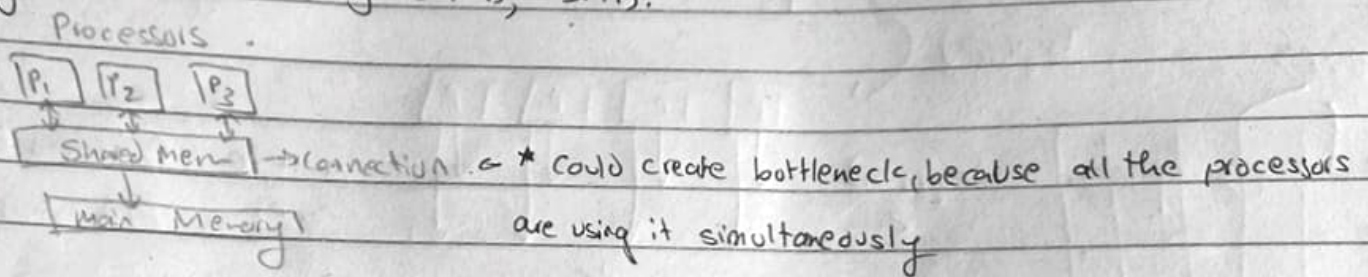 Processors .
P1 P2 P3
Shared mem → connection ← * Could create bottleneck, because all the processors
Main Memory are using it simultaneously